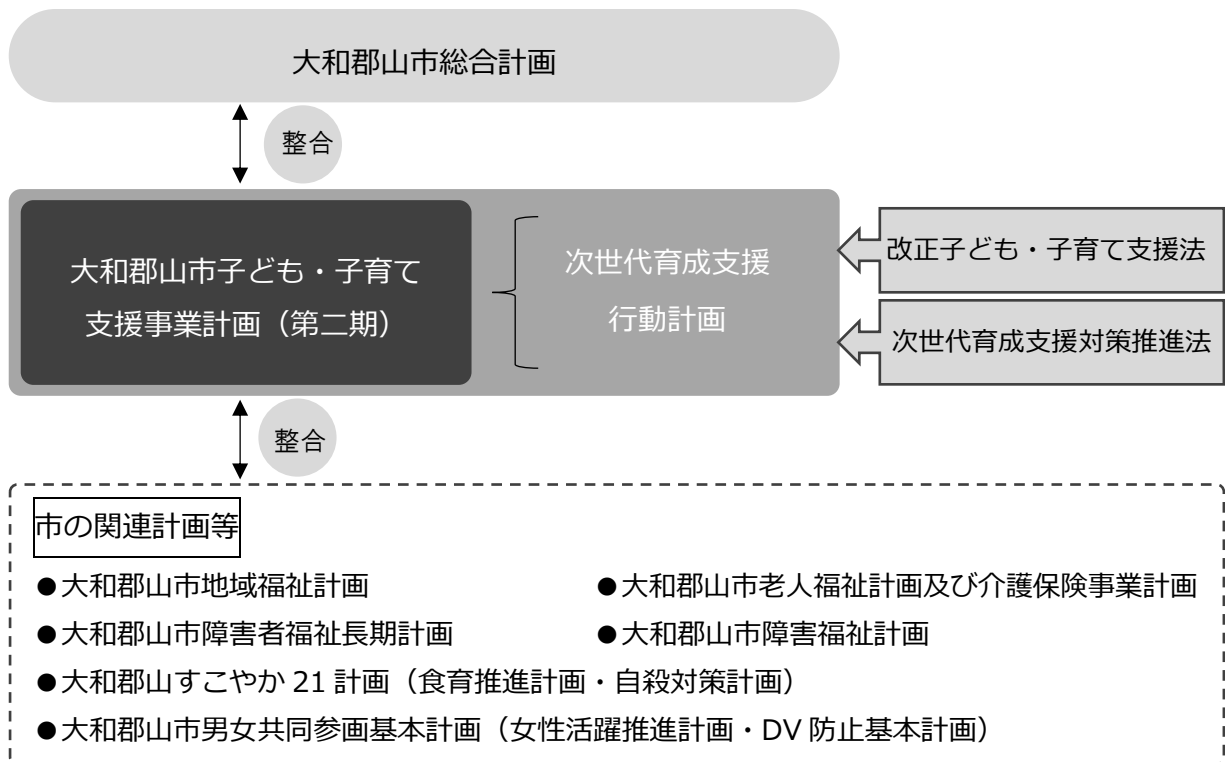 大和郡山市総合計画
整合
大和郡山市子ども・子育て
支援事業計画（第二期）
次世代育成支援
行動計画
改正子ども・子育て支援法
次世代育成支援対策推進法
整合
市の関連計画等
●大和郡山市地域福祉計画
●大和郡山市老人福祉計画及び介護保険事業計画
●大和郡山市障害者福祉長期計画
●大和郡山市障害福祉計画
●大和郡山すこやか 21 計画（食育推進計画・自殺対策計画）
●大和郡山市男女共同参画基本計画（女性活躍推進計画・DV 防止基本計画）